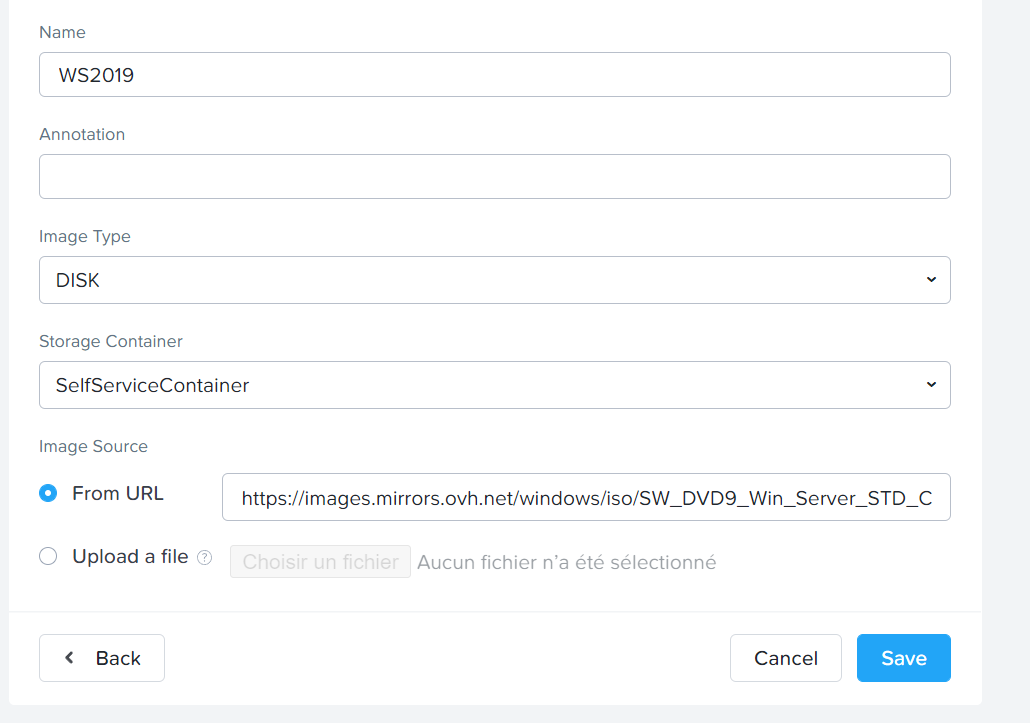 Name
WS2019
Annotation
Image Type
DISK
Storage Container
SelfServiceContainer
Image Source
From URL
https://images.mirrors.ovh.net/windows/iso/SW_DVD9_Win_Server_STD_C
Upload a file ?
Choisir un fichier Aucun fichier n’a été sélectionné
Back
Cancel
Save